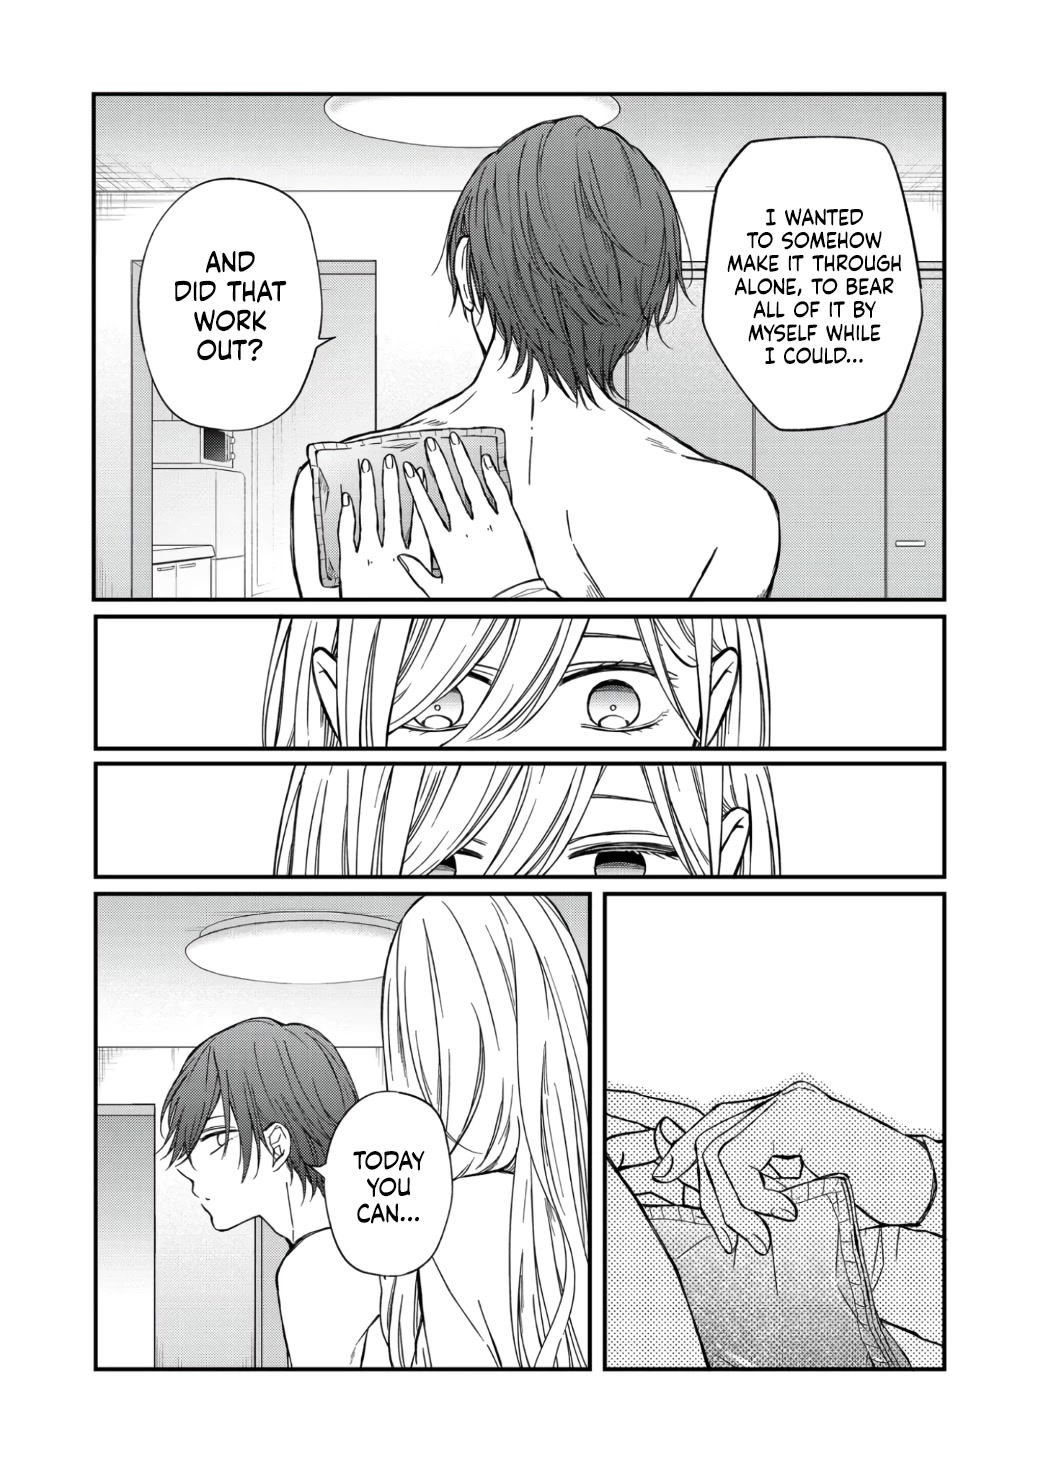 I WANTED
TO SOMEHOW
MAKE IT THROUGH
ALONE, TO BEAR
ALL OF IT BY
MYSELF WHILE
I COULD...
AND
DID THAT
WORK
OUT?
TODAY
YOU
CAN...